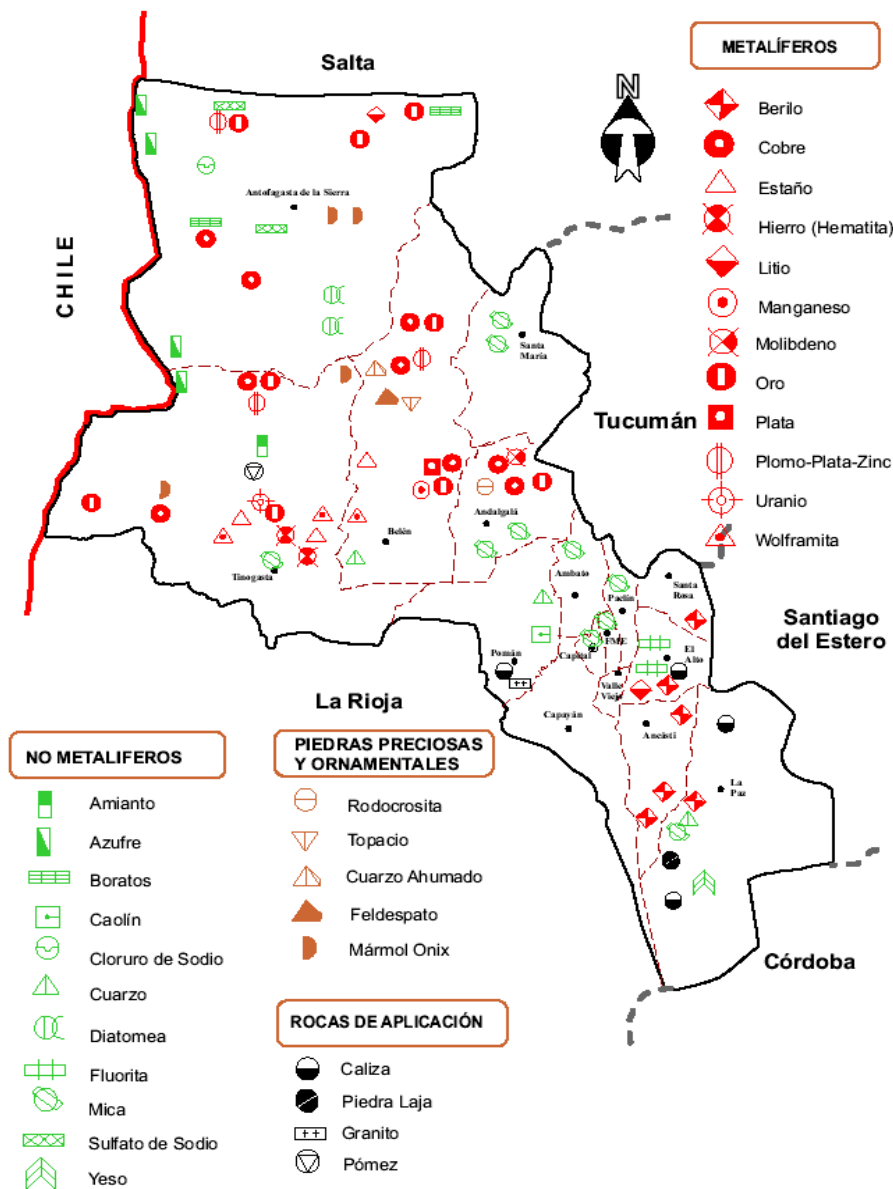 Salta
METALÍFEROS
N
Berilo
Cobre
Estaño
Hierro (Hematita)
Litio
Manganeso
Molibdeno
Oro
Plata
Plomo-Plata-Zinc
Uranio
Wolframita
CHILE
Antofagasta de la Sierra
Santa
María
Tucumán
Andalgalá
Belén
Tinogasta
Ambato
Santa
Rosa
Paclín
FME
Capital
El
Alto
Pomán
Valle
Viejo
Capayán
Ancasti
La
Paz
Santiago
del Estero
La Rioja
Córdoba
NO METALIFEROS
Amianto
Azufre
Boratos
Caolín
Cloruro de Sodio
Cuarzo
Diatomea
Fluorita
Mica
Sulfato de Sodio
Yeso
PIEDRAS PRECIOSAS
Y ORNAMENTALES
Rodocrosita
Topacio
Cuarzo Ahumado
Feldespato
Mármol Onix
ROCAS DE APLICACIÓN
Caliza
Piedra Laja
Granito
Pómez